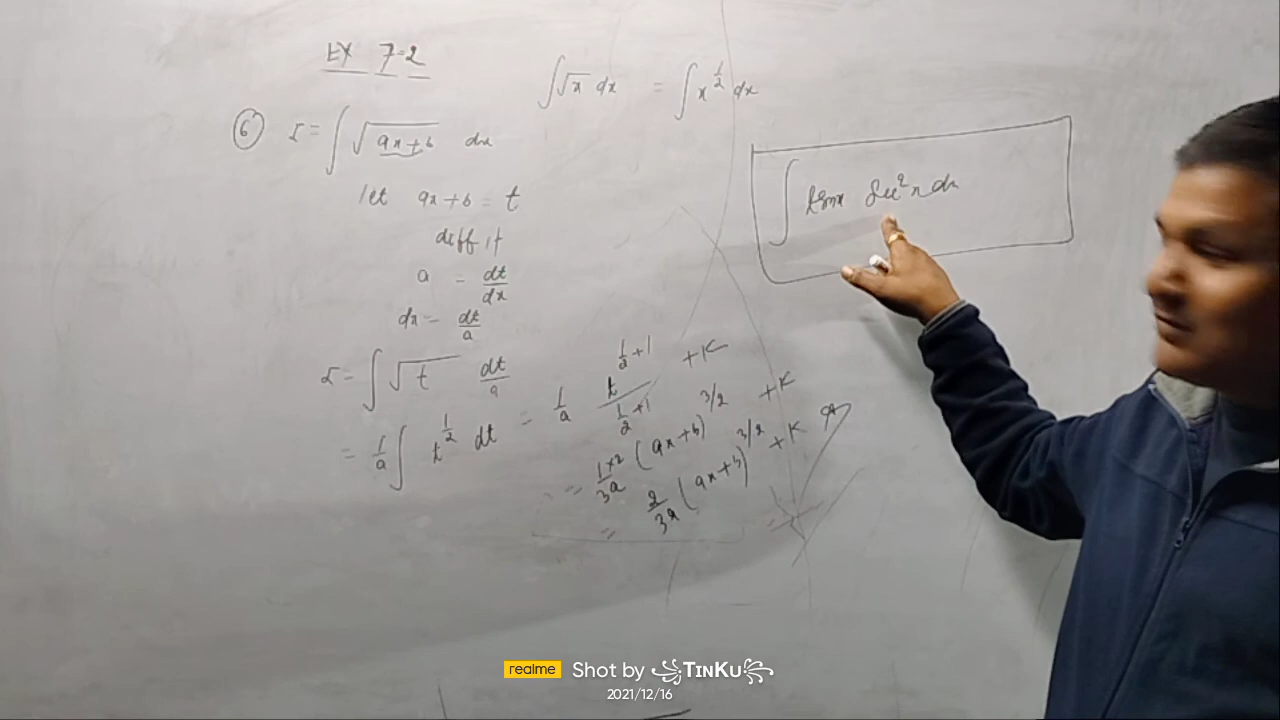 Ex 7.2
∫√x dx = ∫ x^{1/2} dx
6 I = ∫ √(ax+b) dx
let ax+b = t
diff it
a = dt/dx
dx = dt/a
I = ∫ √t dt/a
= 1/a ∫ t^{1/2} dt = 1/a t^{1/2+1}/(1/2+1) + K
= 1×2/3a (ax+b)^{3/2} + K
= 2/3a (ax+b)^{3/2} + K
∫ tanx Sec²x dx
realme Shot by TINKU
2021/12/16